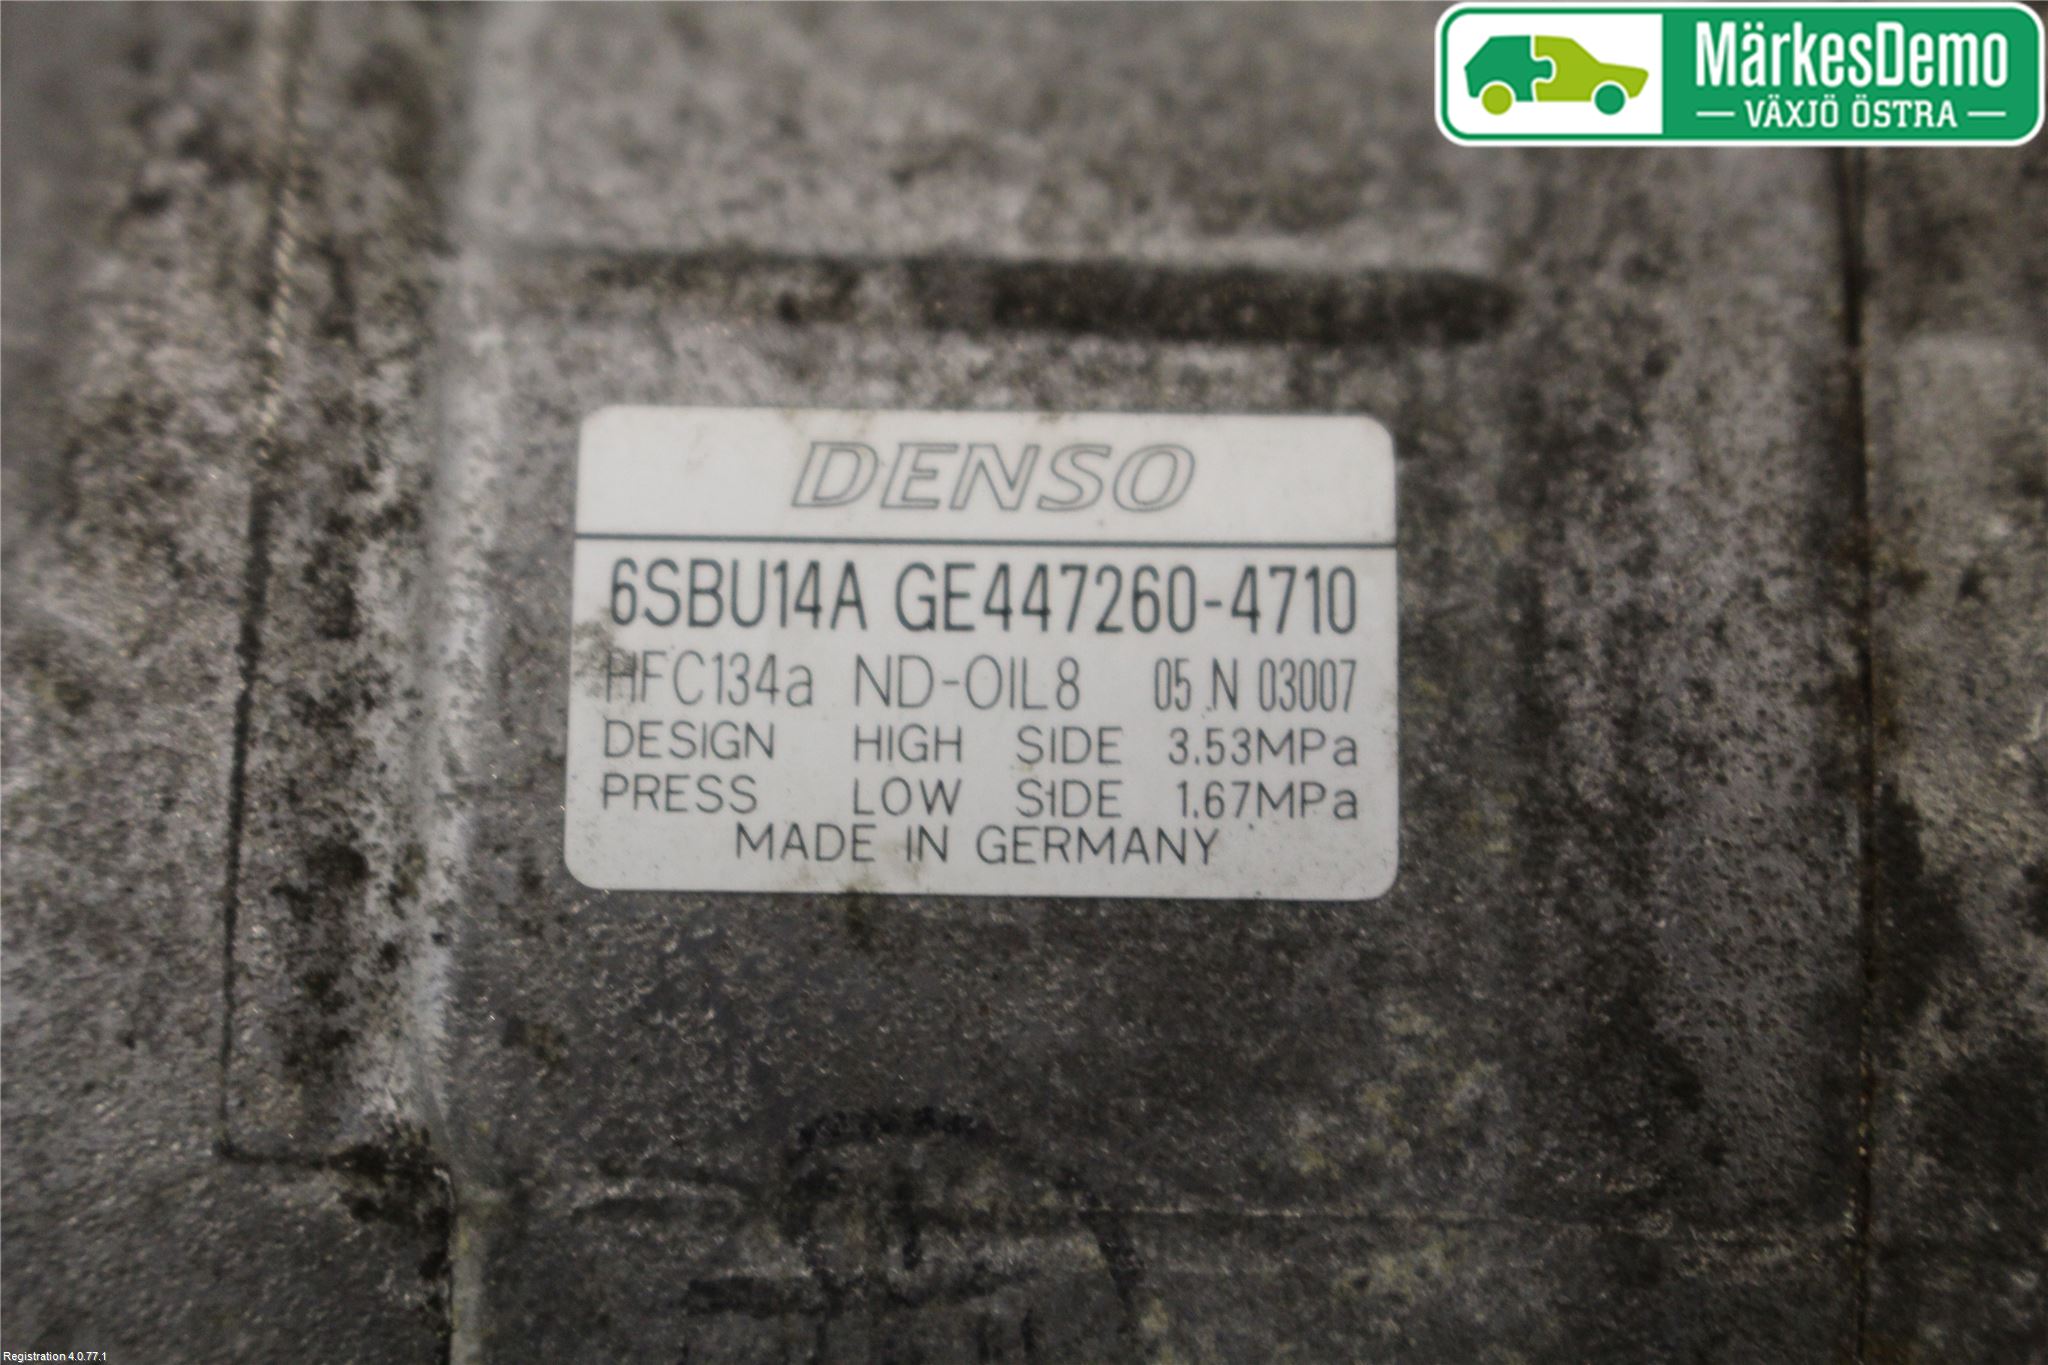 MärkesDemo
VÄXJÖ ÖSTRA
DENSO
6SBU14A GE447260-4710
HFC134a ND-OIL8 05 N 03007
DESIGN HIGH SIDE 3.53MPa
PRESS LOW SIDE 1.67MPa
MADE IN GERMANY
Registration 4.0.77.1